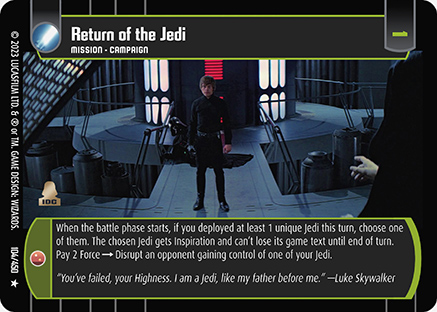 Return of the Jedi
MISSION • CAMPAIGN
© 2023 LUCASFILM LTD. & ® or TM. GAME DESIGN: WIZARDS.
IDC
104/450 ★
When the battle phase starts, if you deployed at least 1 unique Jedi this turn, choose one
of them. The chosen Jedi gets Inspiration and can't lose its game text until end of turn.
Pay 2 Force → Disrupt an opponent gaining control of one of your Jedi.
"You've failed, your Highness. I am a Jedi, like my father before me." —Luke Skywalker